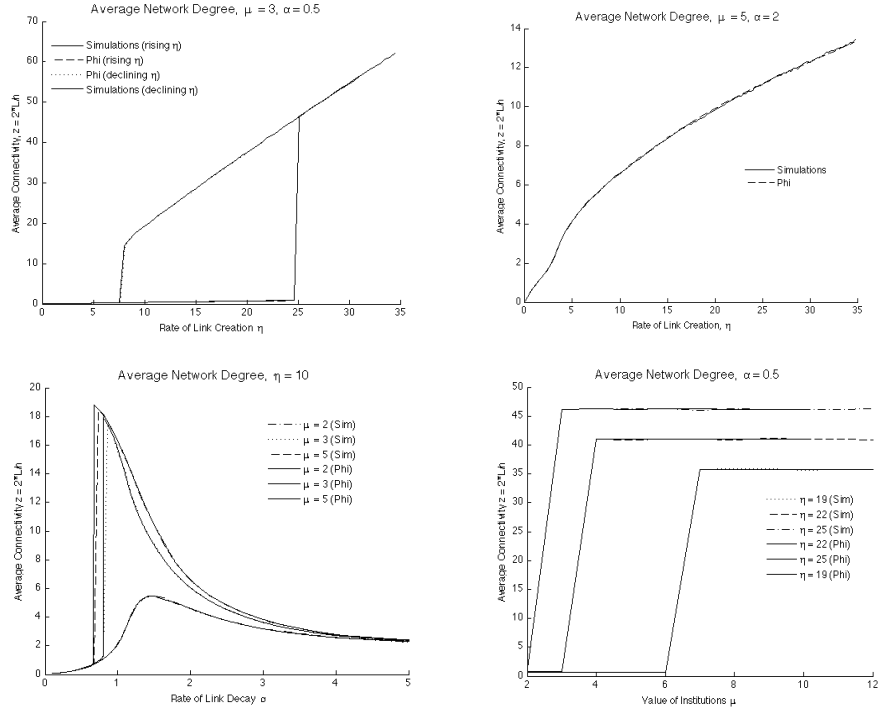 Average Network Degree, μ = 3, α=0.5
70
60
50
40
30
20
10
0
Average Connectivity, z = 2*L/n
Simulations (rising η)
Phi (rising η)
Phi (declining η)
Simulations (declining η)
0 5 10 15 20 25 30 35
Rate of Link Creation η
Average Network Degree, μ = 5, α = 2
14
12
10
8
6
4
2
0
Average Connectivity, z = 2*L/n
Simulations
Phi
0 5 10 15 20 25 30 35
Rate of Link Creation, η
Average Network Degree, η = 10
20
18
16
14
12
10
8
6
4
2
0
Average Connectivity z = 2*L/n
μ = 2 (Sim)
μ = 3 (Sim)
μ = 5 (Sim)
μ = 2 (Phi)
μ = 3 (Phi)
μ = 5 (Phi)
0 1 2 3 4 5
Rate of Link Decay α
Average Network Degree, α=0.5
50
45
40
35
30
25
20
15
10
5
0
Average Connectivity z = 2*L/n
η = 19 (Sim)
η = 22 (Sim)
η = 25 (Sim)
η = 22 (Phi)
η = 25 (Phi)
η = 19 (Phi)
2 4 6 8 10 12
Value of Institutions μ